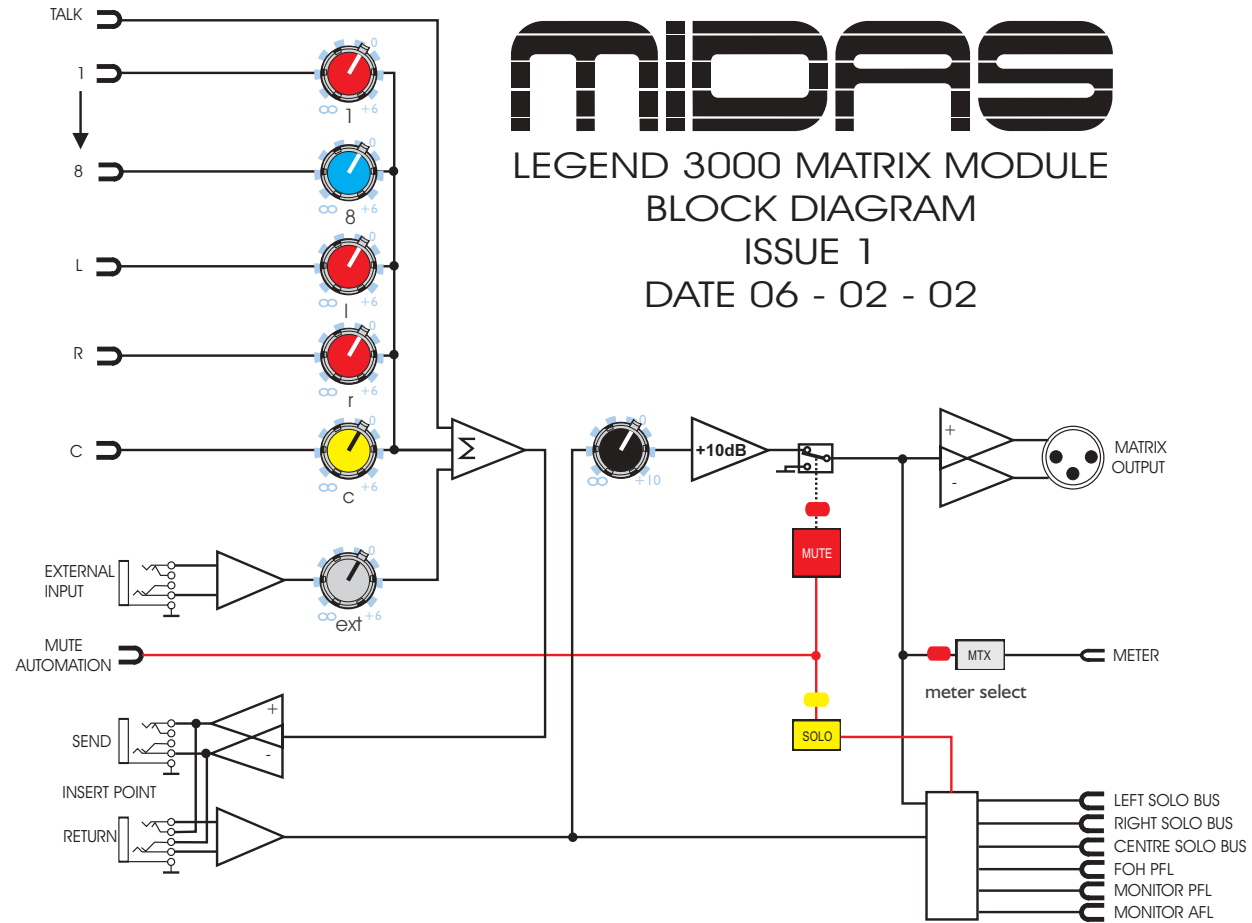 TALK
MIDAS
LEGEND 3000 MATRIX MODULE
BLOCK DIAGRAM
ISSUE 1
DATE 06 - 02 - 02
1
0
∞ +6
1
8
0
∞ +6
8
L
0
∞ +6
l
R
0
∞ +6
r
C
0
∞ +6
c
Σ
0
∞ +10
+10dB
+
-
MATRIX
OUTPUT
MUTE
EXTERNAL
INPUT
0
∞ +6
ext
MUTE
AUTOMATION
MTX
METER
meter select
SEND
+
-
SOLO
INSERT POINT
RETURN
LEFT SOLO BUS
RIGHT SOLO BUS
CENTRE SOLO BUS
FOH PFL
MONITOR PFL
MONITOR AFL